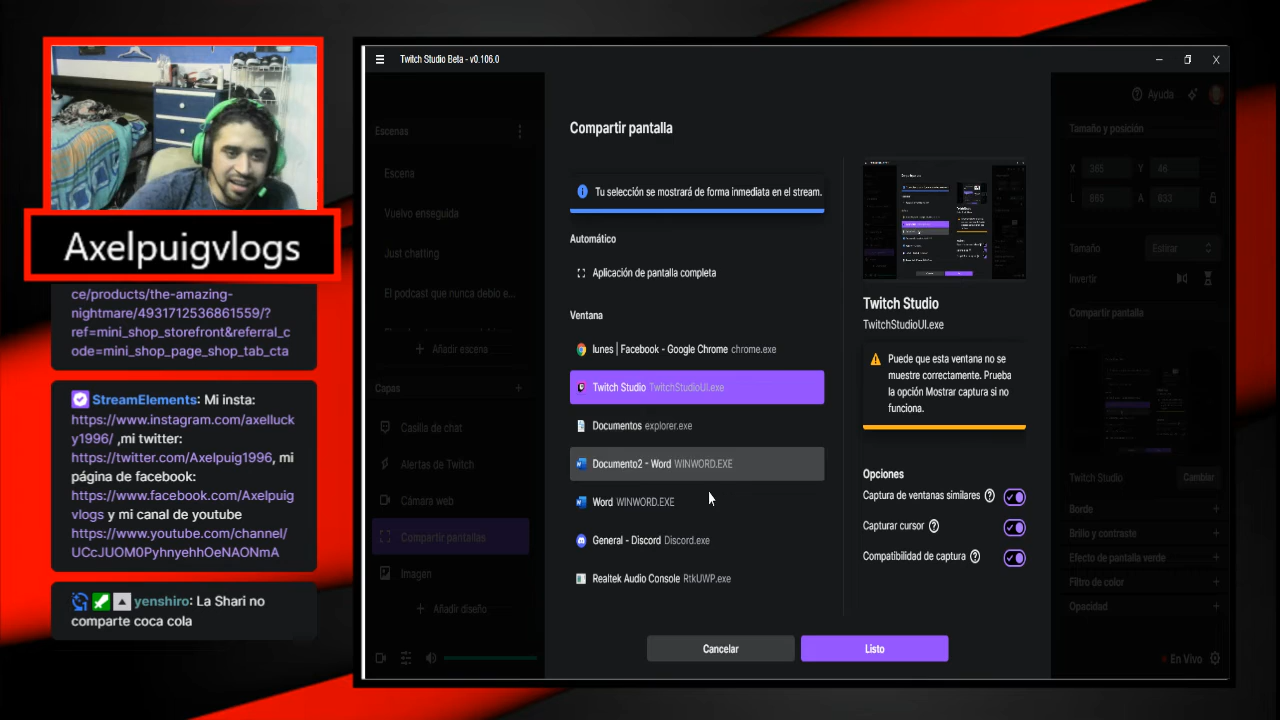 Axelpuigvlogs
ce/products/the-amazing-
nightmare/4931712536861559/?
ref=mini_shop_storefront&referral_c
ode=mini_shop_page_shop_tab_cta
StreamElements: Mi insta:
https://www.instagram.com/axelluck
y1996/ ,mi twitter:
https://twitter.com/Axelpuig1996, mi
página de facebook:
https://www.facebook.com/Axelpuig
vlogs y mi canal de youtube
https://www.youtube.com/channel/
UCcJUOM0PyhnyehhOeNAONmA
yenshiro: La Shari no
comparte coca cola
Twitch Studio Beta - v0.106.0
Escenas
Escena
Vuelvo enseguida
Just chatting
El podcast que nunca debio e...
Añadir escena
Capas
Casilla de chat
Alertas de Twitch
Cámara web
Compartir pantallas
Imagen
Añadir diseño
Compartir pantalla
Tu selección se mostrará de forma inmediata en el stream.
Automático
Aplicación de pantalla completa
Ventana
lunes | Facebook - Google Chrome chrome.exe
Twitch Studio TwitchStudioUI.exe
Documentos explorer.exe
Documento2 - Word WINWORD.EXE
Word WINWORD.EXE
General - Discord Discord.exe
Realtek Audio Console RtkUWP.exe
Cancelar
Listo
Twitch Studio
TwitchStudioUI.exe
Puede que esta ventana no se
muestre correctamente. Prueba
la opción Mostrar captura si no
funciona.
Opciones
Captura de ventanas similares
Capturar cursor
Compatibilidad de captura
Ayuda
Tamaño y posición
X 365 Y 46
L 865 A 633
Tamaño Estirar
Invertir
Compartir pantalla
Twitch Studio Cambiar
Borde
Brillo y contraste
Efecto de pantalla verde
Filtro de color
Opacidad
En Vivo